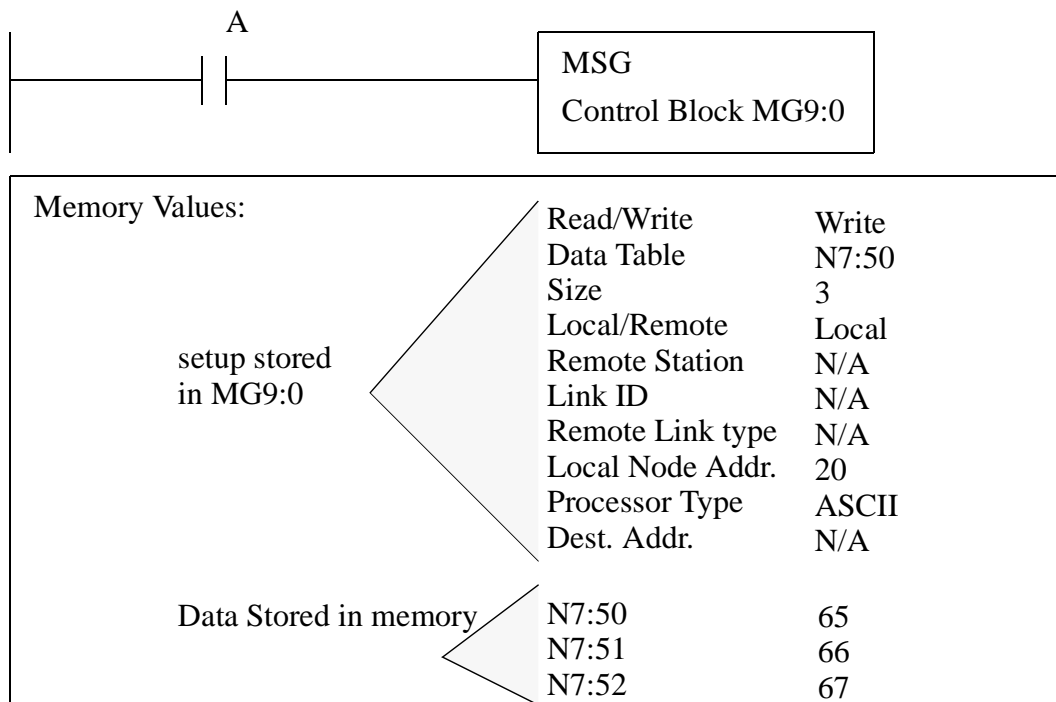 A
MSG
Control Block MG9:0
Memory Values:
setup stored
in MG9:0
Read/Write Write
Data Table N7:50
Size 3
Local/Remote Local
Remote Station N/A
Link ID N/A
Remote Link type N/A
Local Node Addr. 20
Processor Type ASCII
Dest. Addr. N/A
Data Stored in memory
N7:50 65
N7:51 66
N7:52 67